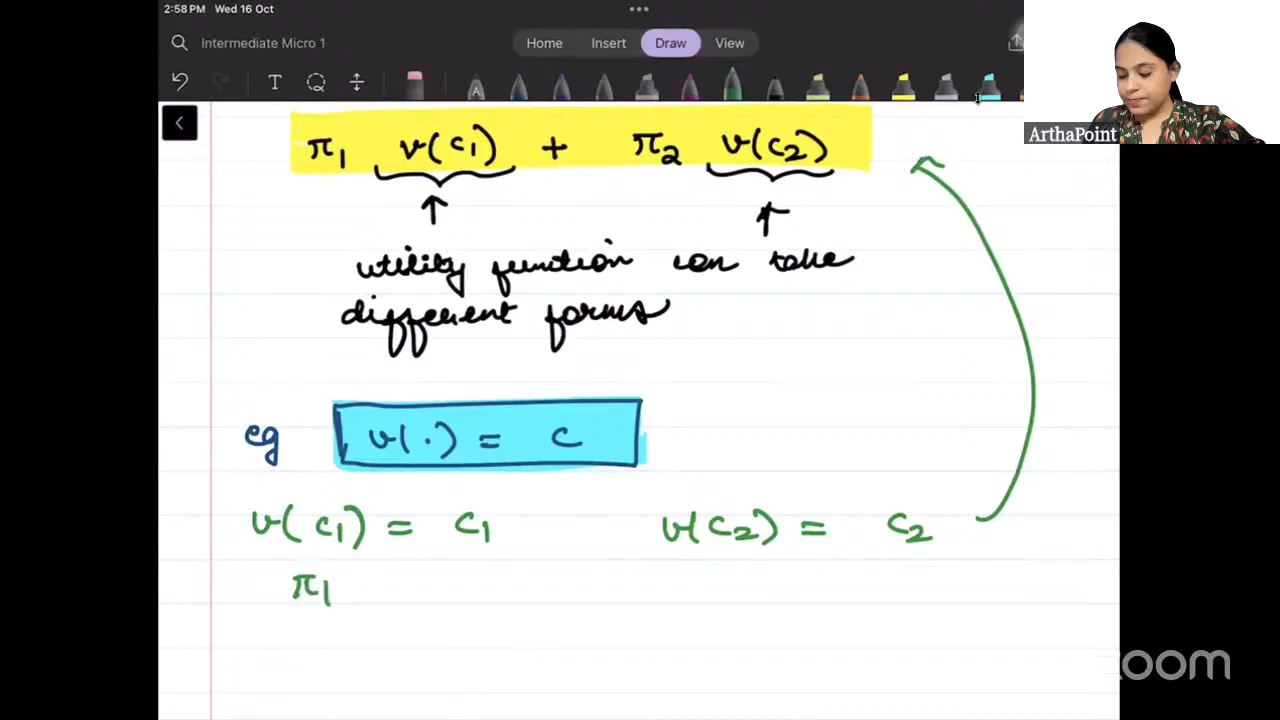 2:58 PM Wed 16 Oct
Intermediate Micro 1
Home Insert Draw View
T
A
ArthaPoint
π1 v(c1) + π2 v(c2)
utility function can take
different forms
eg v(.) = c
v(c1) = c1 v(c2) = c2
π1
zoom